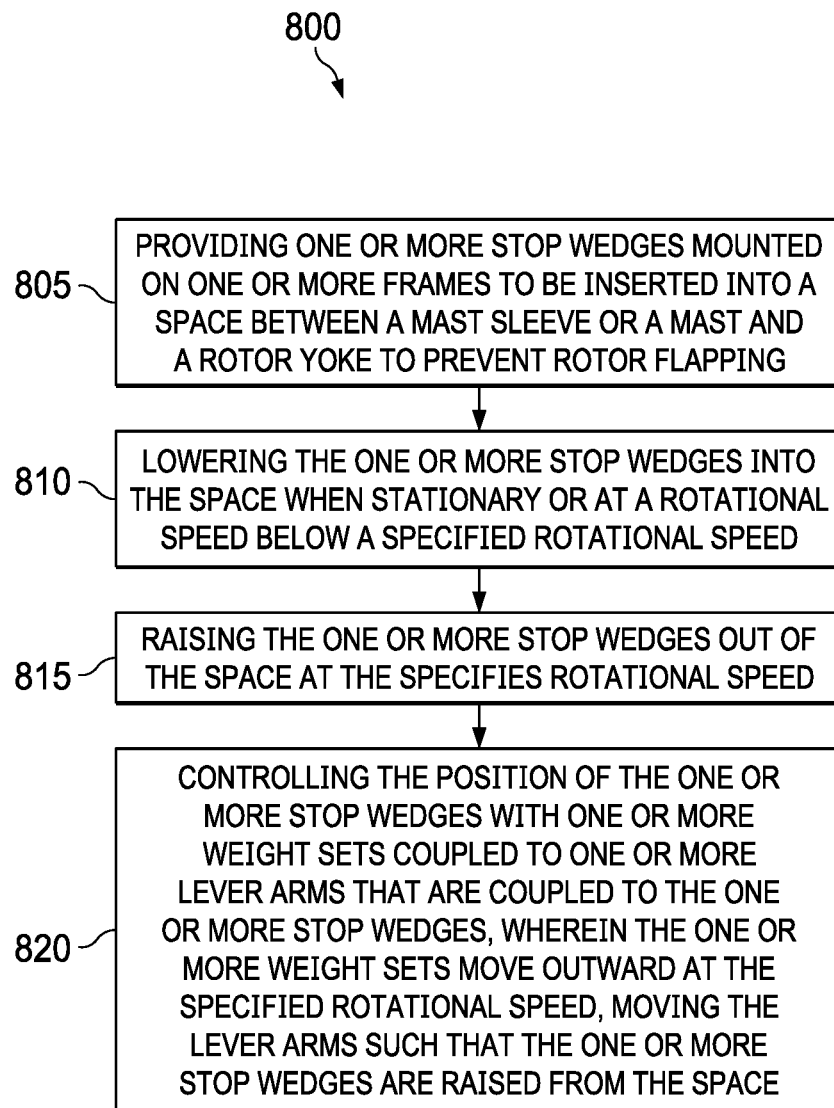 800
805
PROVIDING ONE OR MORE STOP WEDGES MOUNTED
ON ONE OR MORE FRAMES TO BE INSERTED INTO A
SPACE BETWEEN A MAST SLEEVE OR A MAST AND
A ROTOR YOKE TO PREVENT ROTOR FLAPPING
810
LOWERING THE ONE OR MORE STOP WEDGES INTO
THE SPACE WHEN STATIONARY OR AT A ROTATIONAL
SPEED BELOW A SPECIFIED ROTATIONAL SPEED
815
RAISING THE ONE OR MORE STOP WEDGES OUT OF
THE SPACE AT THE SPECIFIES ROTATIONAL SPEED
820
CONTROLLING THE POSITION OF THE ONE OR
MORE STOP WEDGES WITH ONE OR MORE
WEIGHT SETS COUPLED TO ONE OR MORE
LEVER ARMS THAT ARE COUPLED TO THE ONE
OR MORE STOP WEDGES, WHEREIN THE ONE OR
MORE WEIGHT SETS MOVE OUTWARD AT THE
SPECIFIED ROTATIONAL SPEED, MOVING THE
LEVER ARMS SUCH THAT THE ONE OR MORE
STOP WEDGES ARE RAISED FROM THE SPACE